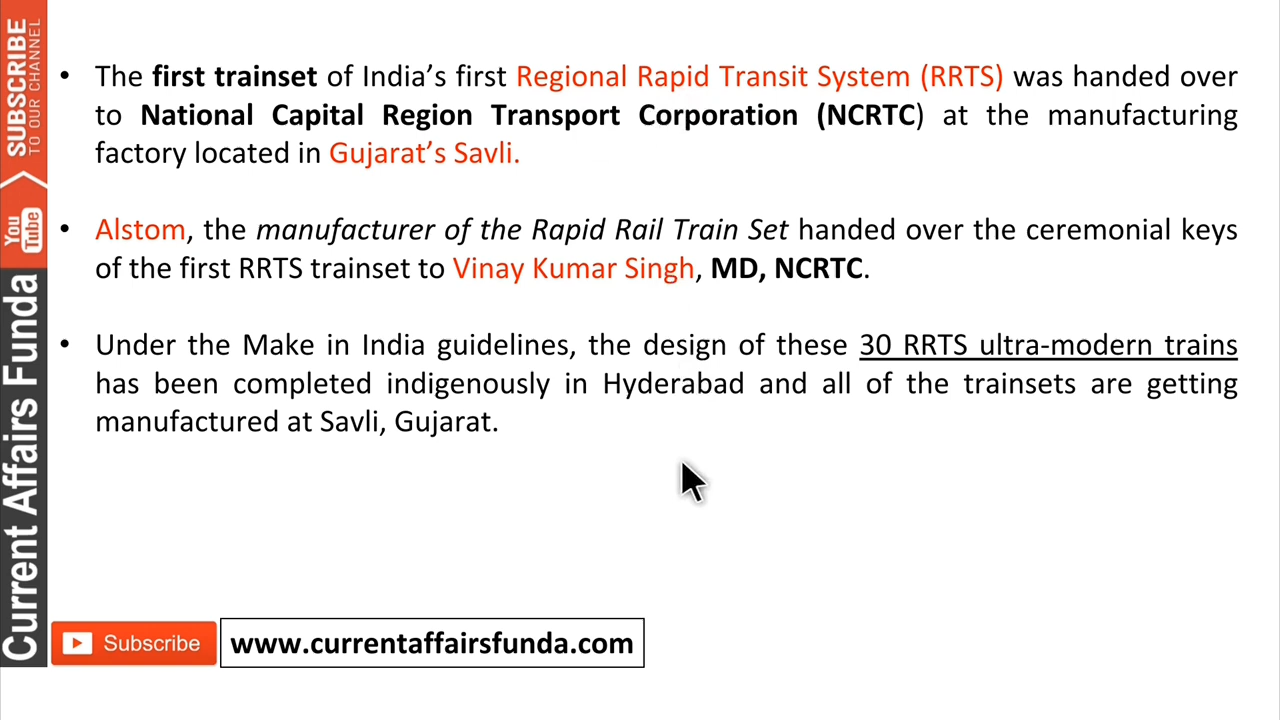 • The first trainset of India’s first Regional Rapid Transit System (RRTS) was handed over
to National Capital Region Transport Corporation (NCRTC) at the manufacturing
factory located in Gujarat’s Savli.
• Alstom, the manufacturer of the Rapid Rail Train Set handed over the ceremonial keys
of the first RRTS trainset to Vinay Kumar Singh, MD, NCRTC.
• Under the Make in India guidelines, the design of these 30 RRTS ultra-modern trains
has been completed indigenously in Hyderabad and all of the trainsets are getting
manufactured at Savli, Gujarat.
SUBSCRIBE
TO OUR CHANNEL
You
Tube
Current Affairs Funda
Subscribe
www.currentaffairsfunda.com